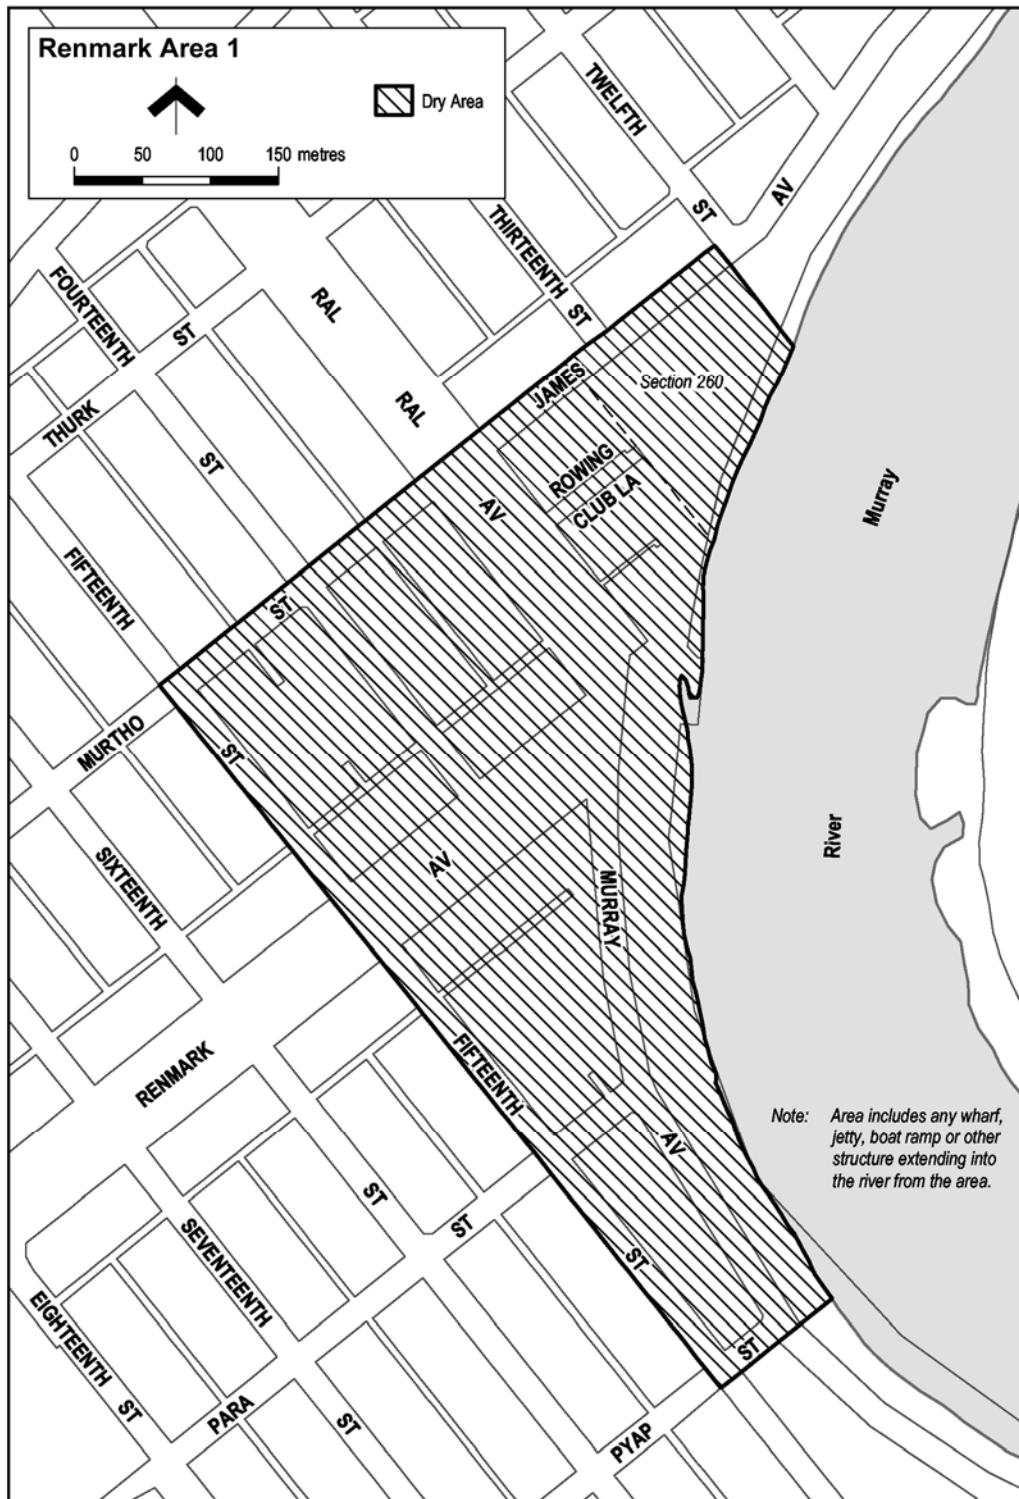 Renmark Area 1
Dry Area
0 50 100 150 metres
TWELFTH
ST
AV
THIRTEENTH
ST
FOURTEENTH
ST
RAL
RAL
THURK
ST
JAMES
Section 260
AV
ROWING
CLUB LA
Murray
FIFTEENTH
ST
MURTHO
ST
River
SIXTEENTH
AV
MURRAY
RENMARK
FIFTEENTH
Note: Area includes any wharf,
jetty, boat ramp or other
structure extending into
the river from the area.
AV
ST
ST
SEVENTEENTH
ST
EIGHTEENTH
ST
PARA
ST
ST
PYAP